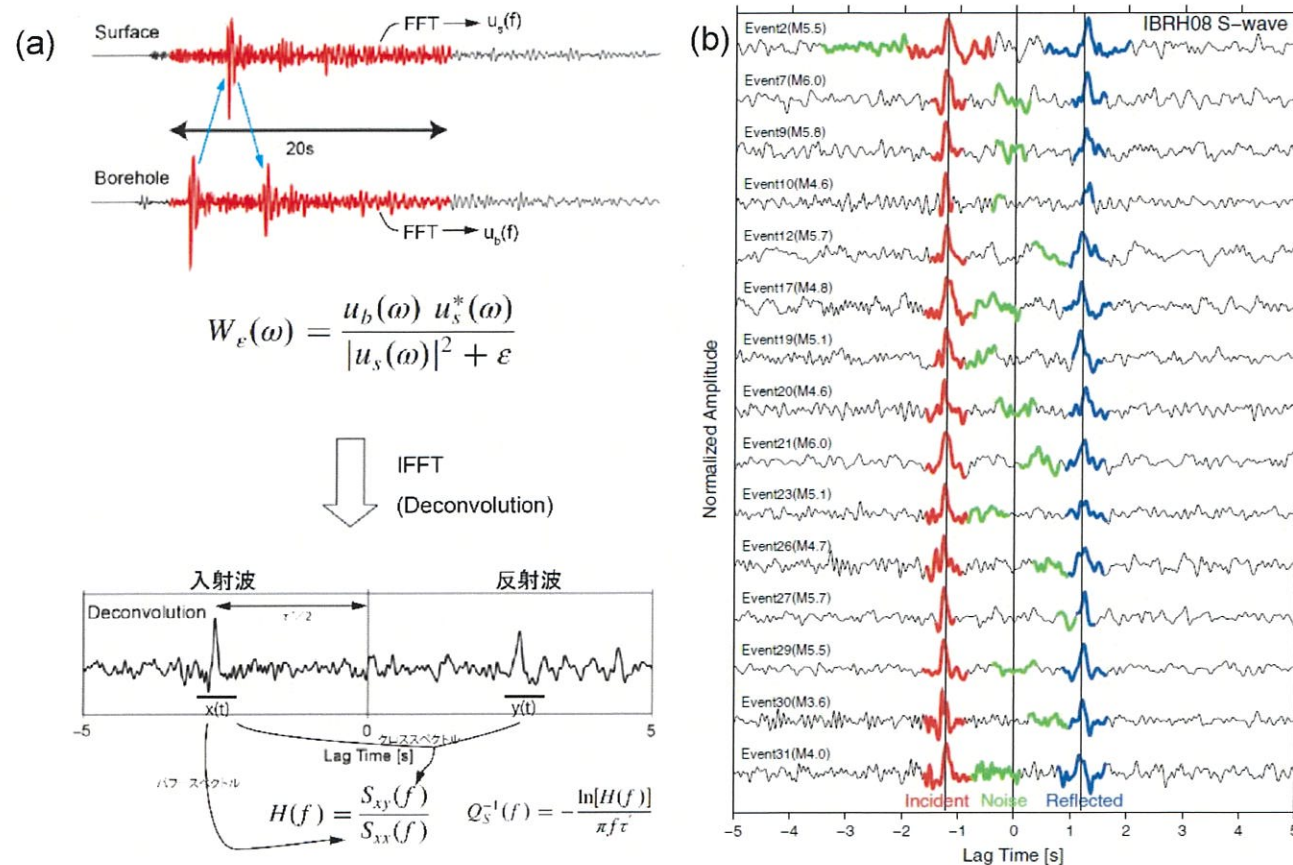 (a)
Surface
FFT → u_s(f)
20s
Borehole
FFT → u_b(f)
W_ε(ω) = u_b(ω) u_s^*(ω) / |u_s(ω)|^2 + ε
IFFT
(Deconvolution)
入射波 反射波
Deconvolution
τ'/2
x(t) y(t)
-5 0 5
クロススペクトル
Lag Time [s]
H(f) = S_xy(f) / S_xx(f)
Q_S^{-1}(f) = - ln[H(f)] / πfτ'
(b)
IBRH08 S-wave
Event2(M5.5)
Event7(M6.0)
Event9(M5.8)
Event10(M4.6)
Event12(M5.7)
Event17(M4.8)
Event19(M5.1)
Event20(M4.6)
Event21(M6.0)
Event23(M5.1)
Event26(M4.7)
Event27(M5.7)
Event29(M5.5)
Event30(M3.6)
Event31(M4.0)
Normalized Amplitude
Incident Noise Reflected
-5 -4 -3 -2 -1 0 1 2 3 4 5
Lag Time [s]